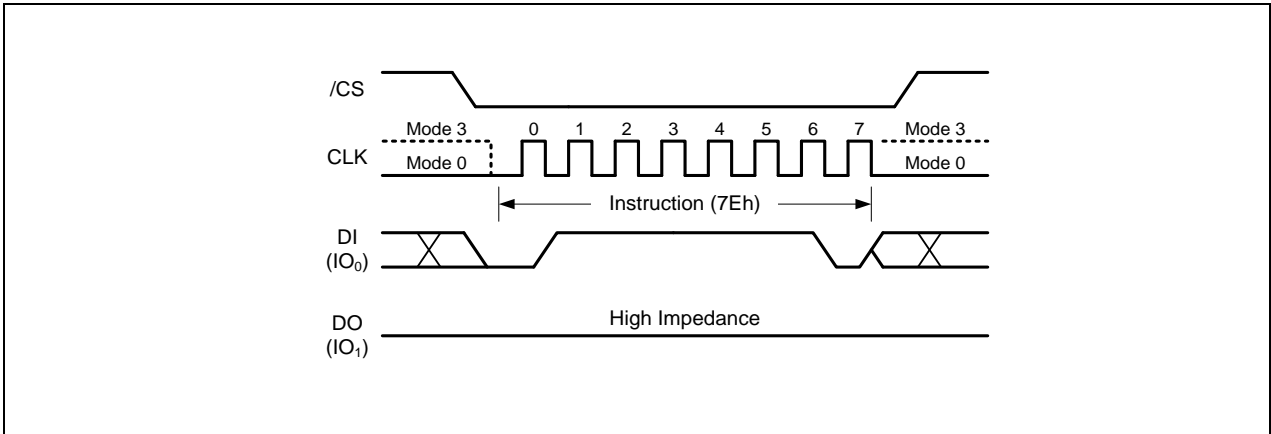 /CS
Mode 3 0 1 2 3 4 5 6 7 Mode 3
CLK
Mode 0 Mode 0
Instruction (7Eh)
DI
(IO₀)
High Impedance
DO
(IO₁)